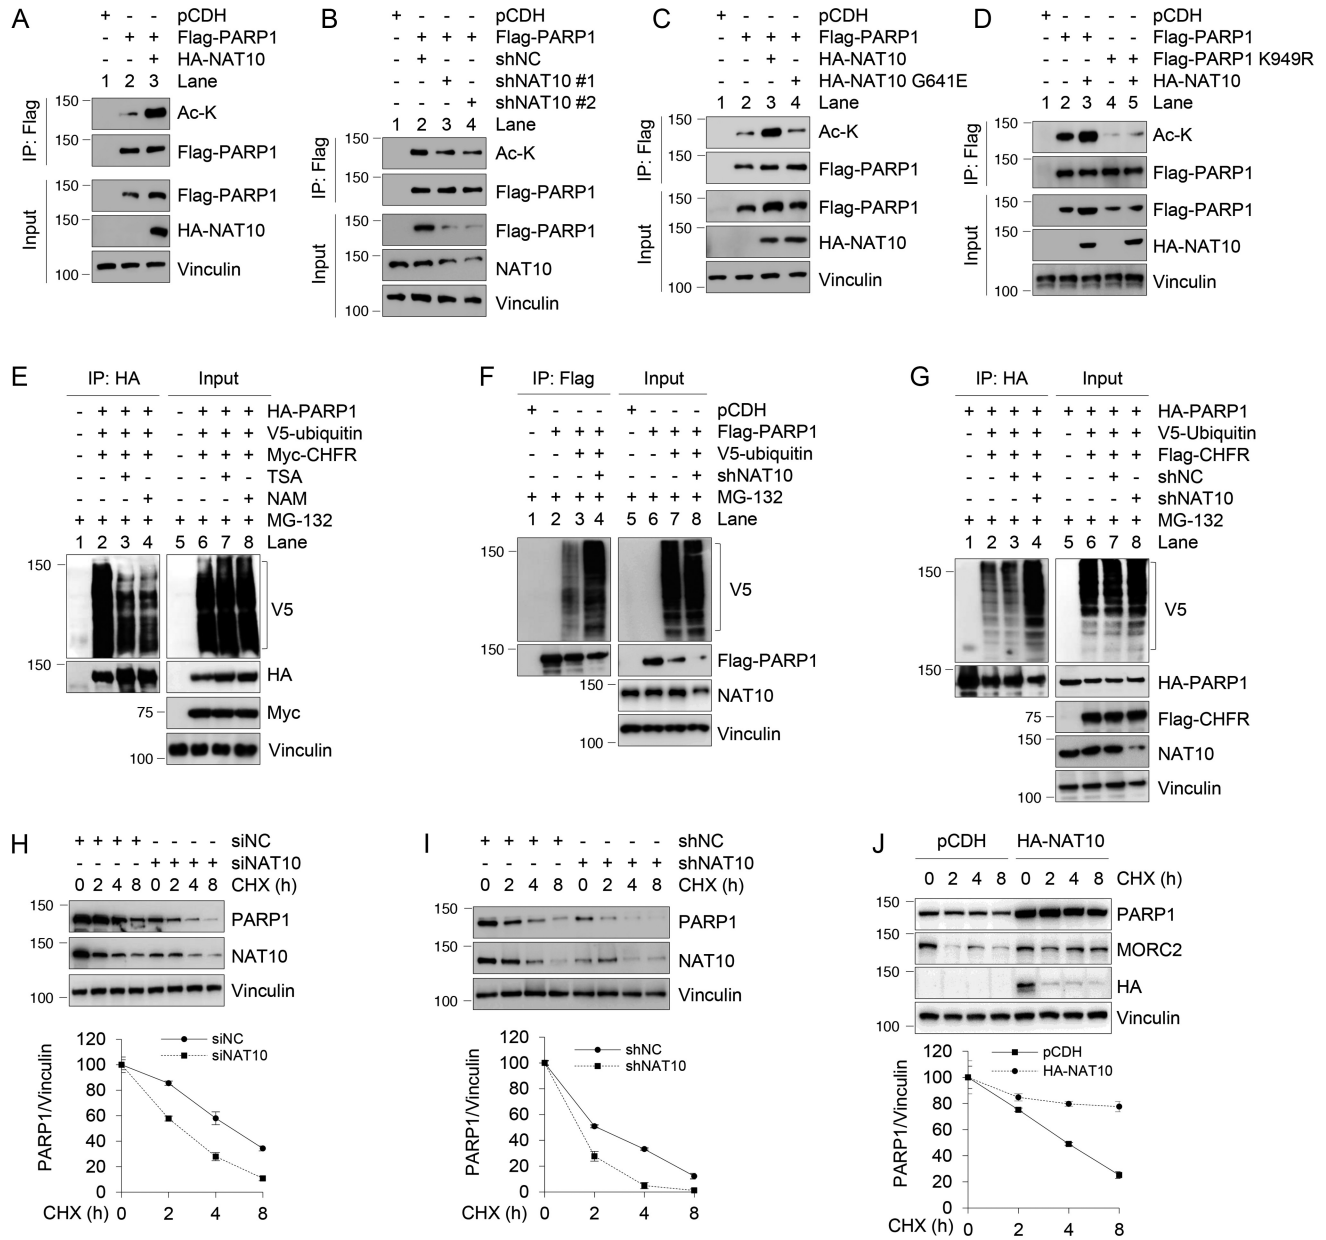 A
+ - - pCDH
- + + Flag-PARP1
- - + HA-NAT10
1 2 3 Lane
IP: Flag
150
Ac-K
150
Flag-PARP1
Input
150
Flag-PARP1
150
HA-NAT10
100
Vinculin
B
+ - - - pCDH
- + + + Flag-PARP1
- + - - shNC
- - + - shNAT10 #1
- - - + shNAT10 #2
1 2 3 4 Lane
IP: Flag
150
Ac-K
150
Flag-PARP1
Input
150
Flag-PARP1
150
NAT10
100
Vinculin
C
+ - - - pCDH
- + + + Flag-PARP1
- - + - HA-NAT10
- - - + HA-NAT10 G641E
1 2 3 4 Lane
IP: Flag
150
Ac-K
150
Flag-PARP1
Input
150
Flag-PARP1
150
HA-NAT10
100
Vinculin
D
+ - - - - pCDH
- + + - - Flag-PARP1
- - - + + Flag-PARP1 K949R
- - + - + HA-NAT10
1 2 3 4 5 Lane
IP: Flag
150
Ac-K
150
Flag-PARP1
Input
150
Flag-PARP1
150
HA-NAT10
100
Vinculin
E
IP: HA Input
- + + + - + + + HA-PARP1
- + + + - + + + V5-ubiquitin
- + + + - + + + Myc-CHFR
- - + - - - + - TSA
- - - + - - - + NAM
+ + + + + + + + MG-132
1 2 3 4 5 6 7 8 Lane
150
V5
150
HA
75
Myc
100
Vinculin
F
IP: Flag Input
+ - - - + - - - pCDH
- + + + - + + + Flag-PARP1
- - + + - - + + V5-ubiquitin
- - - + - - - + shNAT10
+ + + + + + + + MG-132
1 2 3 4 5 6 7 8 Lane
150
V5
150
Flag-PARP1
150
NAT10
100
Vinculin
G
IP: HA Input
+ + + + + + + + HA-PARP1
- + + + - + + + V5-Ubiquitin
- + + + - + + + Flag-CHFR
- - + + - - + - shNC
- - - + - - - + shNAT10
+ + + + + + + + MG-132
1 2 3 4 5 6 7 8 Lane
150
V5
150
HA-PARP1
75
Flag-CHFR
150
NAT10
100
Vinculin
H
+ + + + - - - - siNC
- - - - + + + + siNAT10
0 2 4 8 0 2 4 8 CHX (h)
150
PARP1
150
NAT10
100
Vinculin
siNC
siNAT10
PARP1/Vinculin
120
100
80
60
40
20
0
CHX (h) 0 2 4 8
I
+ + + + - - - - shNC
- - - - + + + + shNAT10
0 2 4 8 0 2 4 8 CHX (h)
150
PARP1
150
NAT10
100
Vinculin
shNC
shNAT10
PARP1/Vinculin
120
100
80
60
40
20
0
CHX (h) 0 2 4 8
J
pCDH HA-NAT10
0 2 4 8 0 2 4 8 CHX (h)
150
PARP1
150
MORC2
150
HA
100
Vinculin
pCDH
HA-NAT10
PARP1/Vinculin
120
100
80
60
40
20
0
CHX (h) 0 2 4 8